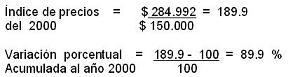 Índice de precios = $ 284.992 = 189.9
del 2000 $ 150.000
Variación porcentual = 189.9 - 100 = 89.9 %
Acumulada al año 2000 100